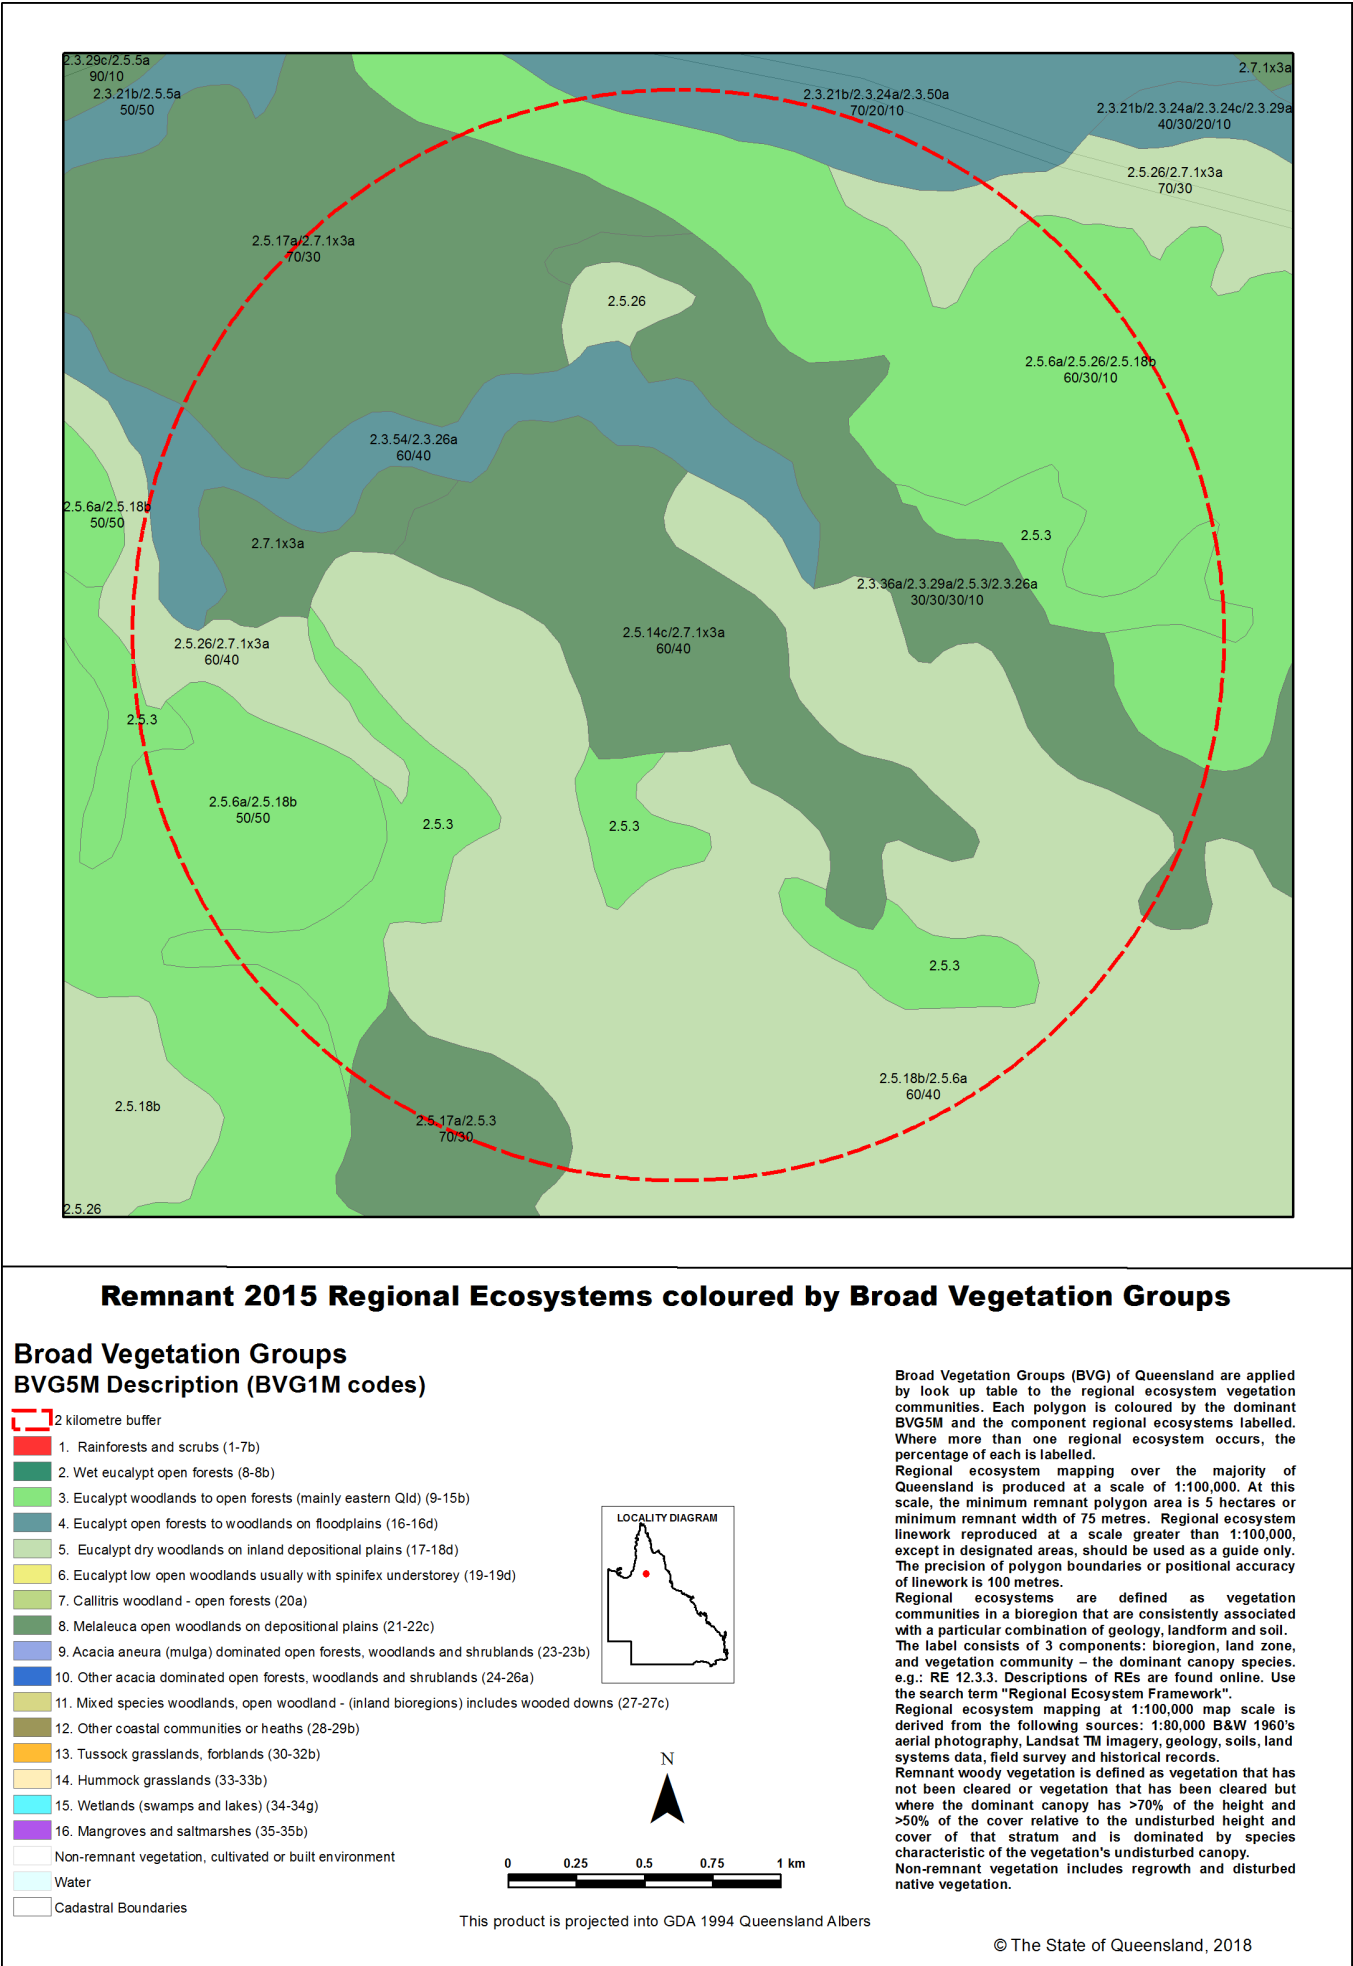 2.3.29c/2.5.5a
90/10
2.3.21b/2.5.5a
50/50
2.7.1x3a
2.3.21b/2.3.24a/2.3.50a
70/20/10
2.3.21b/2.3.24a/2.3.24c/2.3.29a
40/30/20/10
2.5.26/2.7.1x3a
70/30
2.5.17a/2.7.1x3a
70/30
2.5.26
2.5.6a/2.5.26/2.5.18b
60/30/10
2.3.54/2.3.26a
60/40
2.5.6a/2.5.18b
50/50
2.7.1x3a
2.5.3
2.3.36a/2.3.29a/2.5.3/2.3.26a
30/30/30/10
2.5.26/2.7.1x3a
60/40
2.5.14c/2.7.1x3a
60/40
2.5.3
2.5.6a/2.5.18b
50/50
2.5.3
2.5.3
2.5.3
2.5.18b/2.5.6a
60/40
2.5.18b
2.5.17a/2.5.3
70/30
2.5.26
Remnant 2015 Regional Ecosystems coloured by Broad Vegetation Groups
Broad Vegetation Groups
BVG5M Description (BVG1M codes)
2 kilometre buffer
1. Rainforests and scrubs (1-7b)
2. Wet eucalypt open forests (8-8b)
3. Eucalypt woodlands to open forests (mainly eastern Qld) (9-15b)
4. Eucalypt open forests to woodlands on floodplains (16-16d)
5. Eucalypt dry woodlands on inland depositional plains (17-18d)
6. Eucalypt low open woodlands usually with spinifex understorey (19-19d)
7. Callitris woodland - open forests (20a)
8. Melaleuca open woodlands on depositional plains (21-22c)
9. Acacia aneura (mulga) dominated open forests, woodlands and shrublands (23-23b)
10. Other acacia dominated open forests, woodlands and shrublands (24-26a)
11. Mixed species woodlands, open woodland - (inland bioregions) includes wooded downs (27-27c)
12. Other coastal communities or heaths (28-29b)
13. Tussock grasslands, forblands (30-32b)
14. Hummock grasslands (33-33b)
15. Wetlands (swamps and lakes) (34-34g)
16. Mangroves and saltmarshes (35-35b)
Non-remnant vegetation, cultivated or built environment
Water
Cadastral Boundaries
LOCALITY DIAGRAM
N
0 0.25 0.5 0.75 1 km
This product is projected into GDA 1994 Queensland Albers
Broad Vegetation Groups (BVG) of Queensland are applied
by look up table to the regional ecosystem vegetation
communities. Each polygon is coloured by the dominant
BVG5M and the component regional ecosystems labelled.
Where more than one regional ecosystem occurs, the
percentage of each is labelled.
Regional ecosystem mapping over the majority of
Queensland is produced at a scale of 1:100,000. At this
scale, the minimum remnant polygon area is 5 hectares or
minimum remnant width of 75 metres. Regional ecosystem
linework reproduced at a scale greater than 1:100,000,
except in designated areas, should be used as a guide only.
The precision of polygon boundaries or positional accuracy
of linework is 100 metres.
Regional ecosystems are defined as vegetation
communities in a bioregion that are consistently associated
with a particular combination of geology, landform and soil.
The label consists of 3 components: bioregion, land zone,
and vegetation community – the dominant canopy species.
e.g.: RE 12.3.3. Descriptions of REs are found online. Use
the search term "Regional Ecosystem Framework".
Regional ecosystem mapping at 1:100,000 map scale is
derived from the following sources: 1:80,000 B&W 1960's
aerial photography, Landsat TM imagery, geology, soils, land
systems data, field survey and historical records.
Remnant woody vegetation is defined as vegetation that has
not been cleared or vegetation that has been cleared but
where the dominant canopy has >70% of the height and
>50% of the cover relative to the undisturbed height and
cover of that stratum and is dominated by species
characteristic of the vegetation's undisturbed canopy.
Non-remnant vegetation includes regrowth and disturbed
native vegetation.
© The State of Queensland, 2018